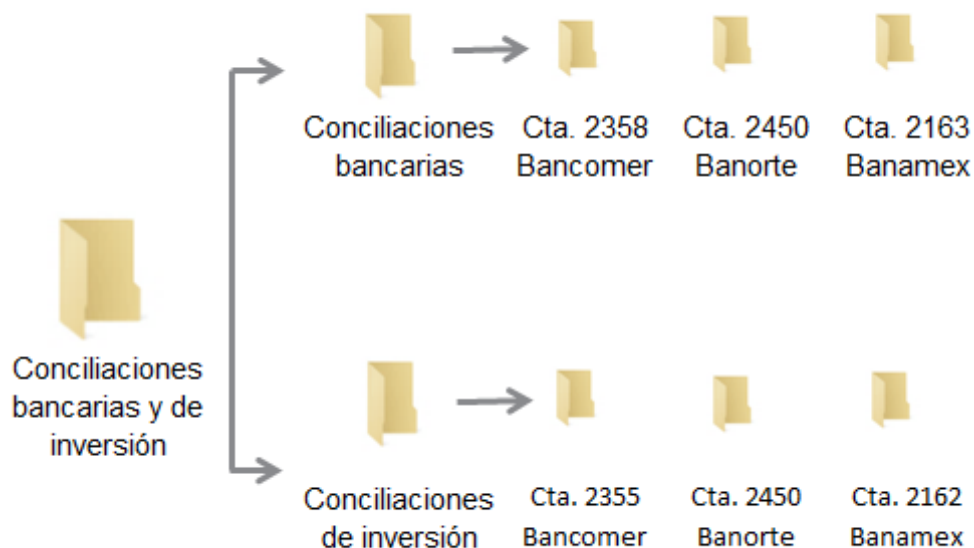 Conciliaciones
bancarias
Cta. 2358
Bancomer
Cta. 2450
Banorte
Cta. 2163
Banamex
Conciliaciones
bancarias y de
inversión
Conciliaciones
de inversión
Cta. 2355
Bancomer
Cta. 2450
Banorte
Cta. 2162
Banamex